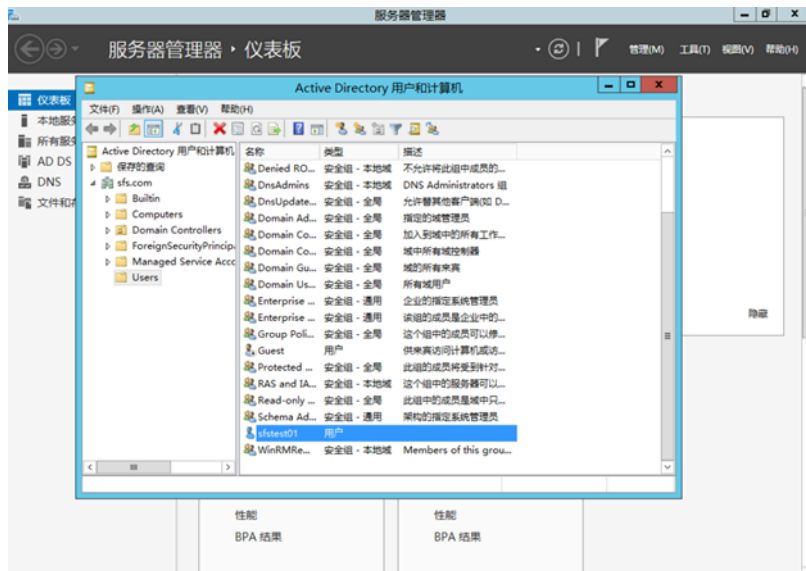 服务器管理器
服务器管理器 · 仪表板
管理(M) 工具(T) 视图(V) 帮助(H)
仪表板
本地服务
所有服
AD DS
DNS
文件和
Active Directory 用户和计算机
文件(F) 操作(A) 查看(V) 帮助(H)
Active Directory 用户和计算机
保存的查询
sfs.com
Builtin
Computers
Domain Controllers
ForeignSecurityPrincip
Managed Service Acco
Users
名称 类型 描述
Denied RO... 安全组 - 本地域 不允许将此组中成员的...
DnsAdmins 安全组 - 本地域 DNS Administrators 组
DnsUpdate... 安全组 - 全局 允许替其他客户端(如 D...
Domain Ad... 安全组 - 全局 指定的域管理员
Domain Co... 安全组 - 全局 加入到域中的所有工作...
Domain Co... 安全组 - 全局 域中所有域控制器
Domain Gu... 安全组 - 全局 域的所有来宾
Domain Us... 安全组 - 全局 所有域用户
Enterprise ... 安全组 - 通用 企业的指定系统管理员
Enterprise ... 安全组 - 通用 该组的成员是企业中的...
Group Poli... 安全组 - 全局 这个组中的成员可以修...
Guest 用户 供来宾访问计算机或访...
Protected ... 安全组 - 全局 此组的成员将受到针对...
RAS and IA... 安全组 - 本地域 这个组中的服务器可以...
Read-only ... 安全组 - 全局 此组中的成员是域中只...
Schema Ad... 安全组 - 通用 架构的指定系统管理员
sfstest01 用户
WinRMRe... 安全组 - 本地域 Members of this grou...
隐藏
性能 性能
BPA 结果 BPA 结果